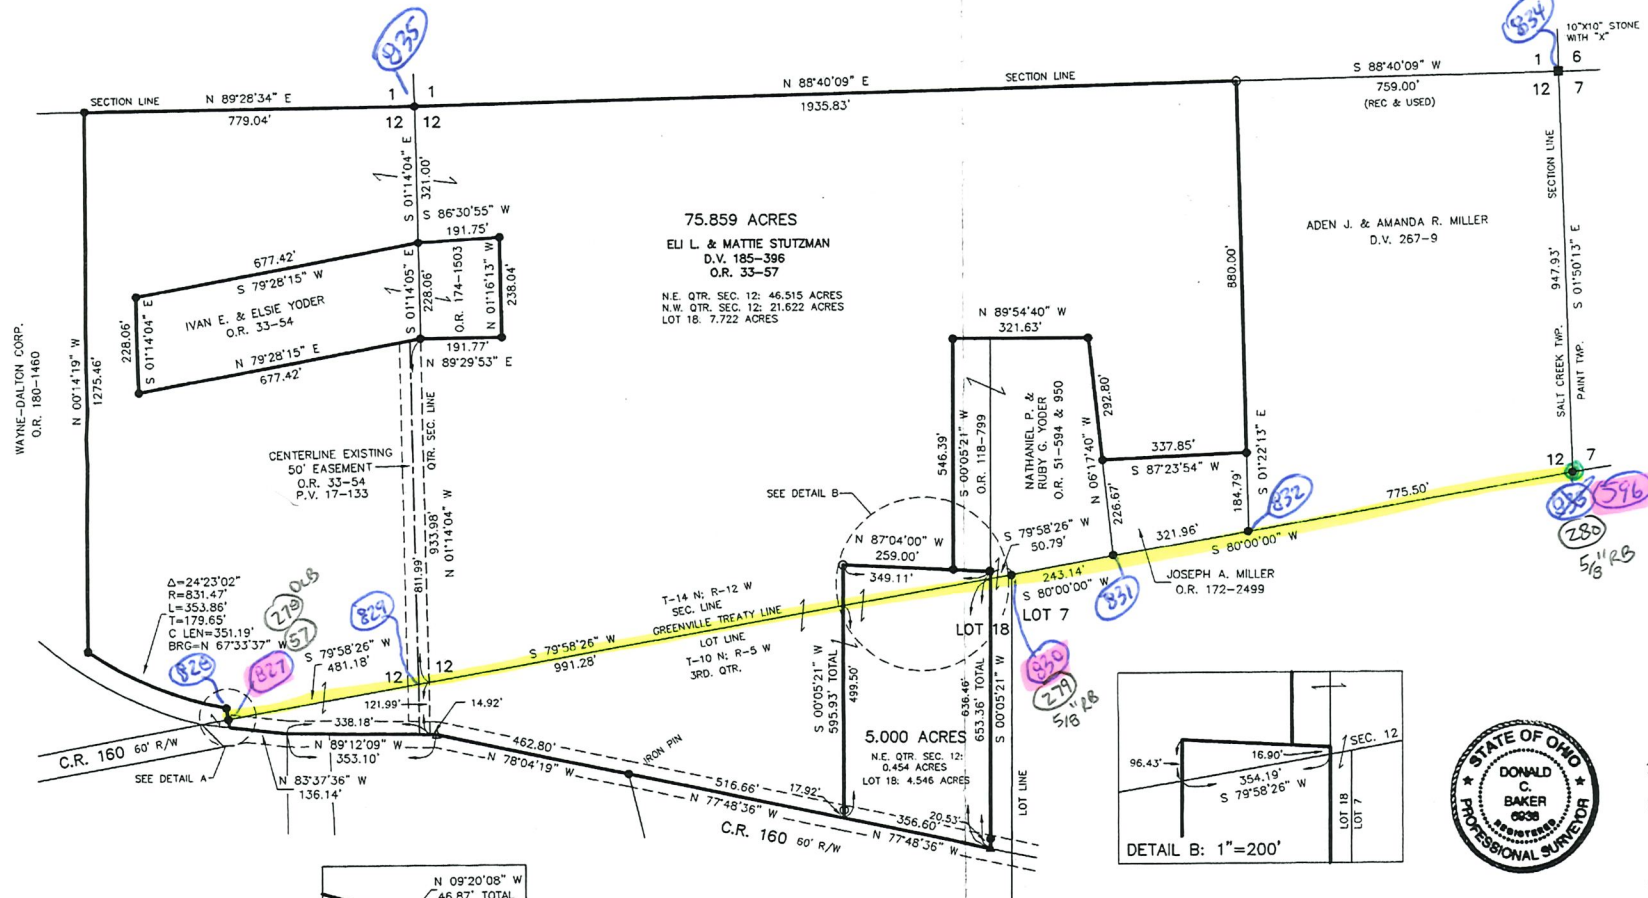 835
834
10"X10" STONE
WITH "X"
1 6
12 7
SECTION LINE
N 89°28'34" E
779.04'
1 1
12 12
N 88°40'09" E
1935.83'
SECTION LINE
S 88°40'09" W
759.00'
(REC & USED)
S 01°14'04" E
321.00'
S 86°30'55" W
191.75'
677.42'
S 79°28'15" W
IVAN E. & ELSIE YODER
O.R. 33-54
228.06'
S 01°14'04" E
N 79°28'15" E
677.42'
S 01°14'05" E
228.06'
O.R. 174-1503
N 01°16'13" W
238.04'
191.77'
N 89°29'53" E
75.859 ACRES
ELI L. & MATTIE STUTZMAN
D.V. 185-396
O.R. 33-57
N.E. QTR. SEC. 12: 46.515 ACRES
N.W. QTR. SEC. 12: 21.622 ACRES
LOT 18: 7.722 ACRES
ADEN J. & AMANDA R. MILLER
D.V. 267-9
880.00'
SECTION LINE
947.93'
S 01°50'13" E
SALT CREEK TWP.
PAINT TWP.
WAYNE-DALTON CORP.
O.R. 180-1460
N 00°14'19" W
1275.46'
CENTERLINE EXISTING
50' EASEMENT
O.R. 33-54
P.V. 17-133
QTR. SEC. LINE
933.98'
N 01°14'04" W
811.99'
N 89°54'40" W
321.63'
546.39'
S 00°05'21" W
O.R. 118-799
NATHANIEL P. &
RUBY G. YODER
O.R. 51-594 & 950
292.80'
N 06°17'40" W
226.67'
337.85'
S 87°23'54" W
184.79'
S 01°22'13" E
832
775.50'
12 7
596
280
5/8" RB
SEE DETAIL B
N 87°04'00" W
259.00'
349.11'
S 79°58'26" W
50.79'
243.14'
S 80°00'00" W
321.96'
S 80°00'00" W
JOSEPH A. MILLER
O.R. 172-2499
831
LOT 18
LOT 7
830
279
5/8" RB
Δ=24°23'02"
R=831.47'
L=353.86'
T=179.65'
C LEN=351.19'
BRG=N 67°33'37" W
57
828
827
829
S 79°58'26" W
481.18'
12 12
T-14 N; R-12 W
SEC. LINE
GREENVILLE TREATY LINE
S 79°58'26" W
991.28'
LOT LINE
T-10 N; R-5 W
3RD. QTR.
121.99'
14.92'
338.18'
N 89°12'09" W
353.10'
N 83°37'36" W
136.14'
C.R. 160 60' R/W
SEE DETAIL A
462.80'
N 78°04'19" W
IRON PIN
516.66'
N 77°48'36" W
17.92'
C.R. 160 60' R/W
356.60'
20.53'
N 77°48'36" W
S 00°05'21" W
595.93' TOTAL
499.50'
5.000 ACRES
N.E. QTR. SEC. 12:
0.454 ACRES
LOT 18: 4.546 ACRES
636.46'
653.36' TOTAL
S 00°05'21" W
LOT LINE
96.43'
16.90'
354.19'
S 79°58'26" W
SEC. 12
LOT 18
LOT 7
DETAIL B: 1"=200'
STATE OF OHIO
DONALD
C.
BAKER
6938
REGISTERED
PROFESSIONAL SURVEYOR
N 09°20'08" W
46.87' TOTAL